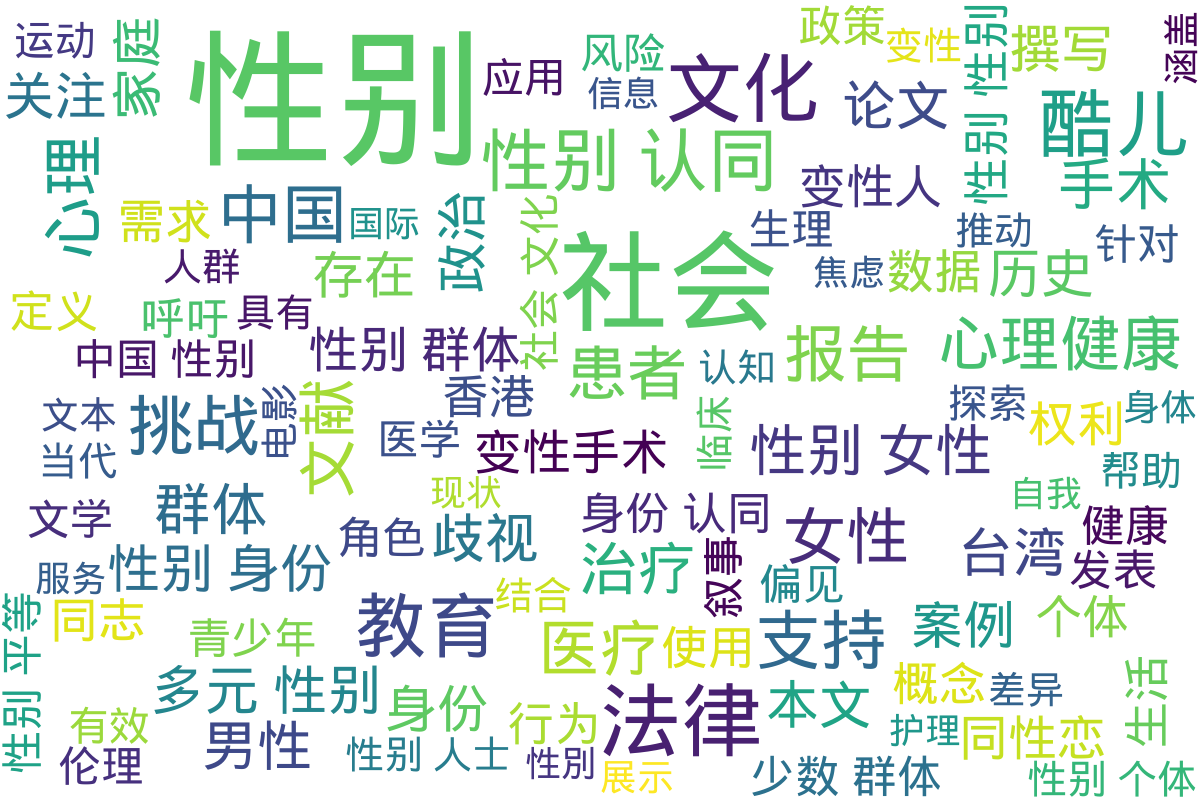 运动
家庭
性别
应用
风险
信息
文化
政策
变性
性别 性别
撰写
涵盖
关注
论文
酷儿
心理
性别 认同
变性人
手术
需求
中国
国际
政治
社会 文化
社会
生理
推动
针对
人群
存在
焦虑
数据
历史
定义
呼吁
具有
中国 性别
性别 群体
患者
认知
报告
心理健康
文本
挑战
电影
文献
香港
临床
探索
权利
身体
当代
医学
变性手术
性别 女性
帮助
现状
自我
文学
群体
角色
歧视
身份 认同
女性
台湾
健康
发表
服务
性别 身份
治疗
叙事
偏见
性别 平等
同志
青少年
教育
结合
医疗
使用
支持
案例
个体
多元 性别
身份
行为
法律
本文
概念
差异
生活
有效
伦理
男性
性别 人士
性別
展示
护理
同性恋
少数 群体
性别 个体